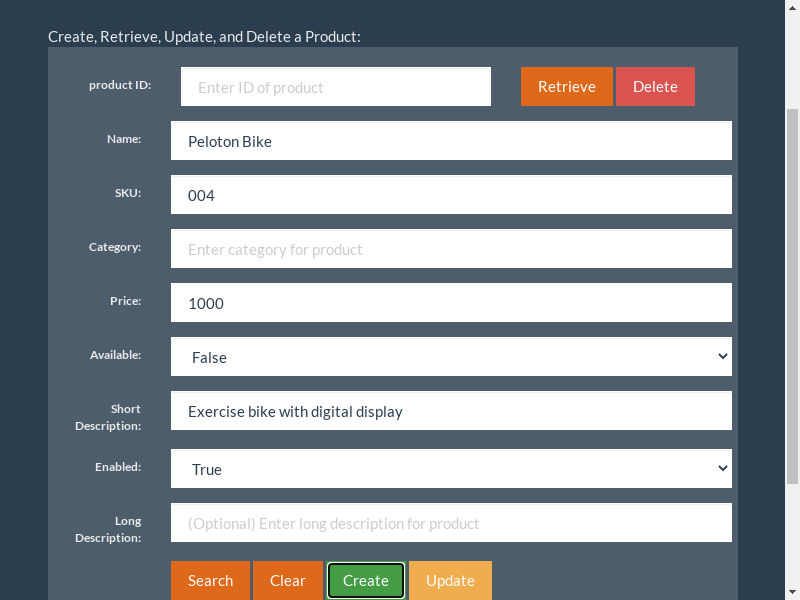 Create, Retrieve, Update, and Delete a Product:
product ID: Enter ID of product Retrieve Delete
Name: Peloton Bike
SKU: 004
Category: Enter category for product
Price: 1000
Available: False
Short Description: Exercise bike with digital display
Enabled: True
Long Description: (Optional) Enter long description for product
Search Clear Create Update